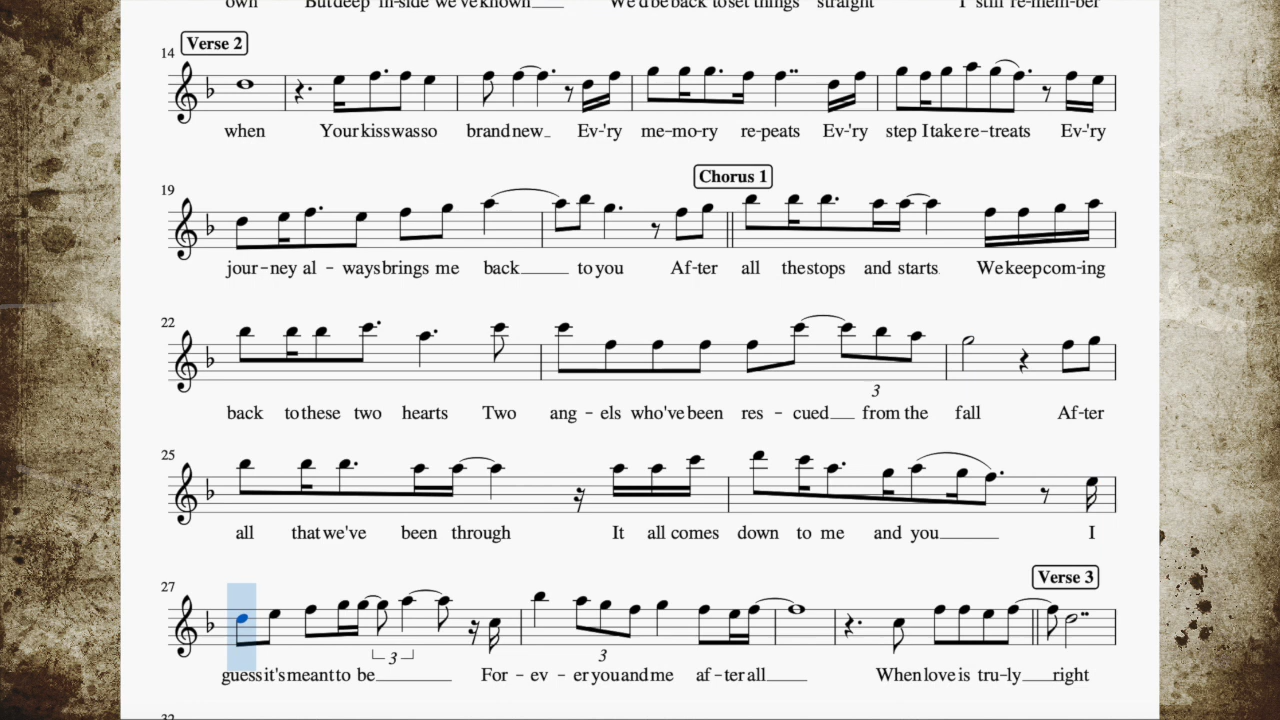 own But deep in-side we've known We'd be back to set things straight I still re-mem-ber
Verse 2
14
when Your kiss was so brand new Ev-'ry me-mo-ry re-peats Ev-'ry step I take re-treats Ev-'ry
19
Chorus 1
jour-ney al-ways brings me back to you Af-ter all the stops and starts We keep com-ing
22
3
back to these two hearts Two ang-els who've been res-cued from the fall Af-ter
25
all that we've been through It all comes down to me and you I
27
Verse 3
3 3
guess it's meant to be For-ev-er you and me af-ter all When love is tru-ly right